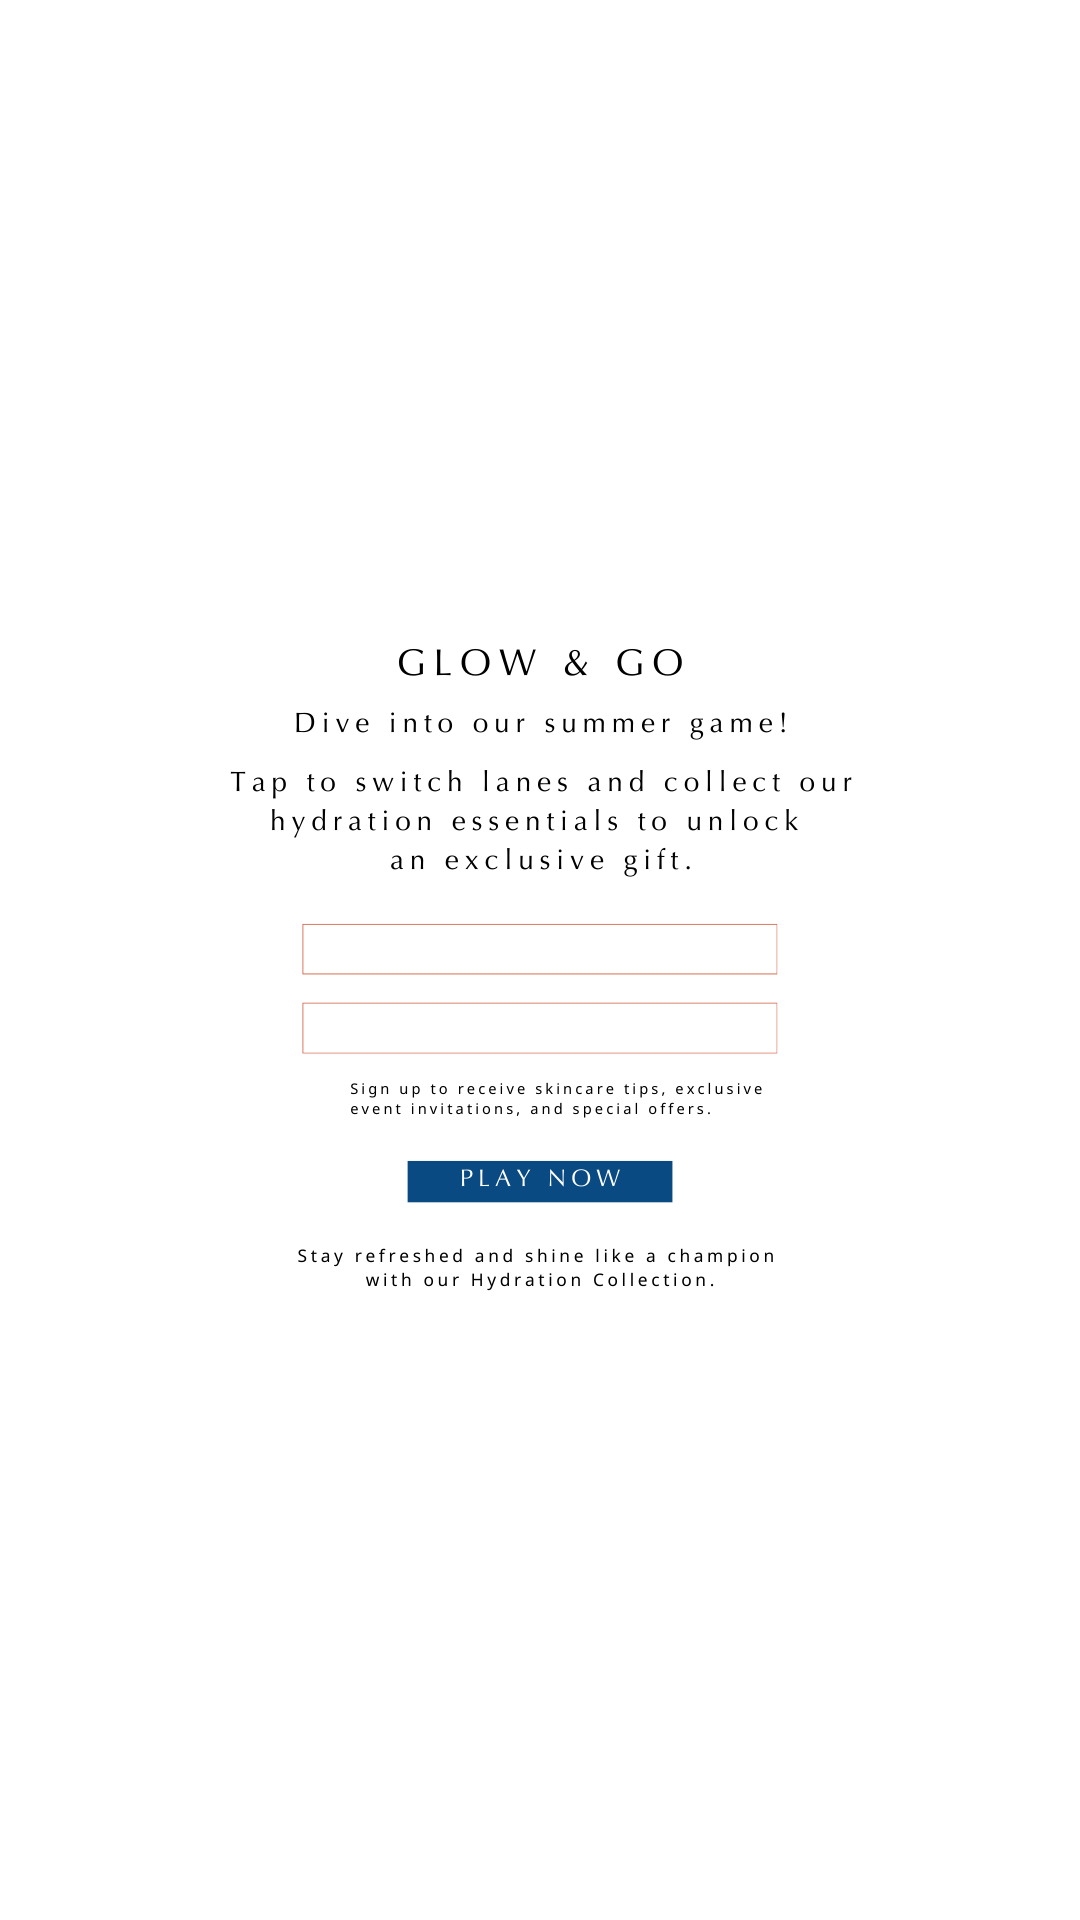 GLOW & GO
Dive into our summer game!
Tap to switch lanes and collect our
hydration essentials to unlock
an exclusive gift.
Sign up to receive skincare tips, exclusive
event invitations, and special offers.
PLAY NOW
Stay refreshed and shine like a champion
with our Hydration Collection.